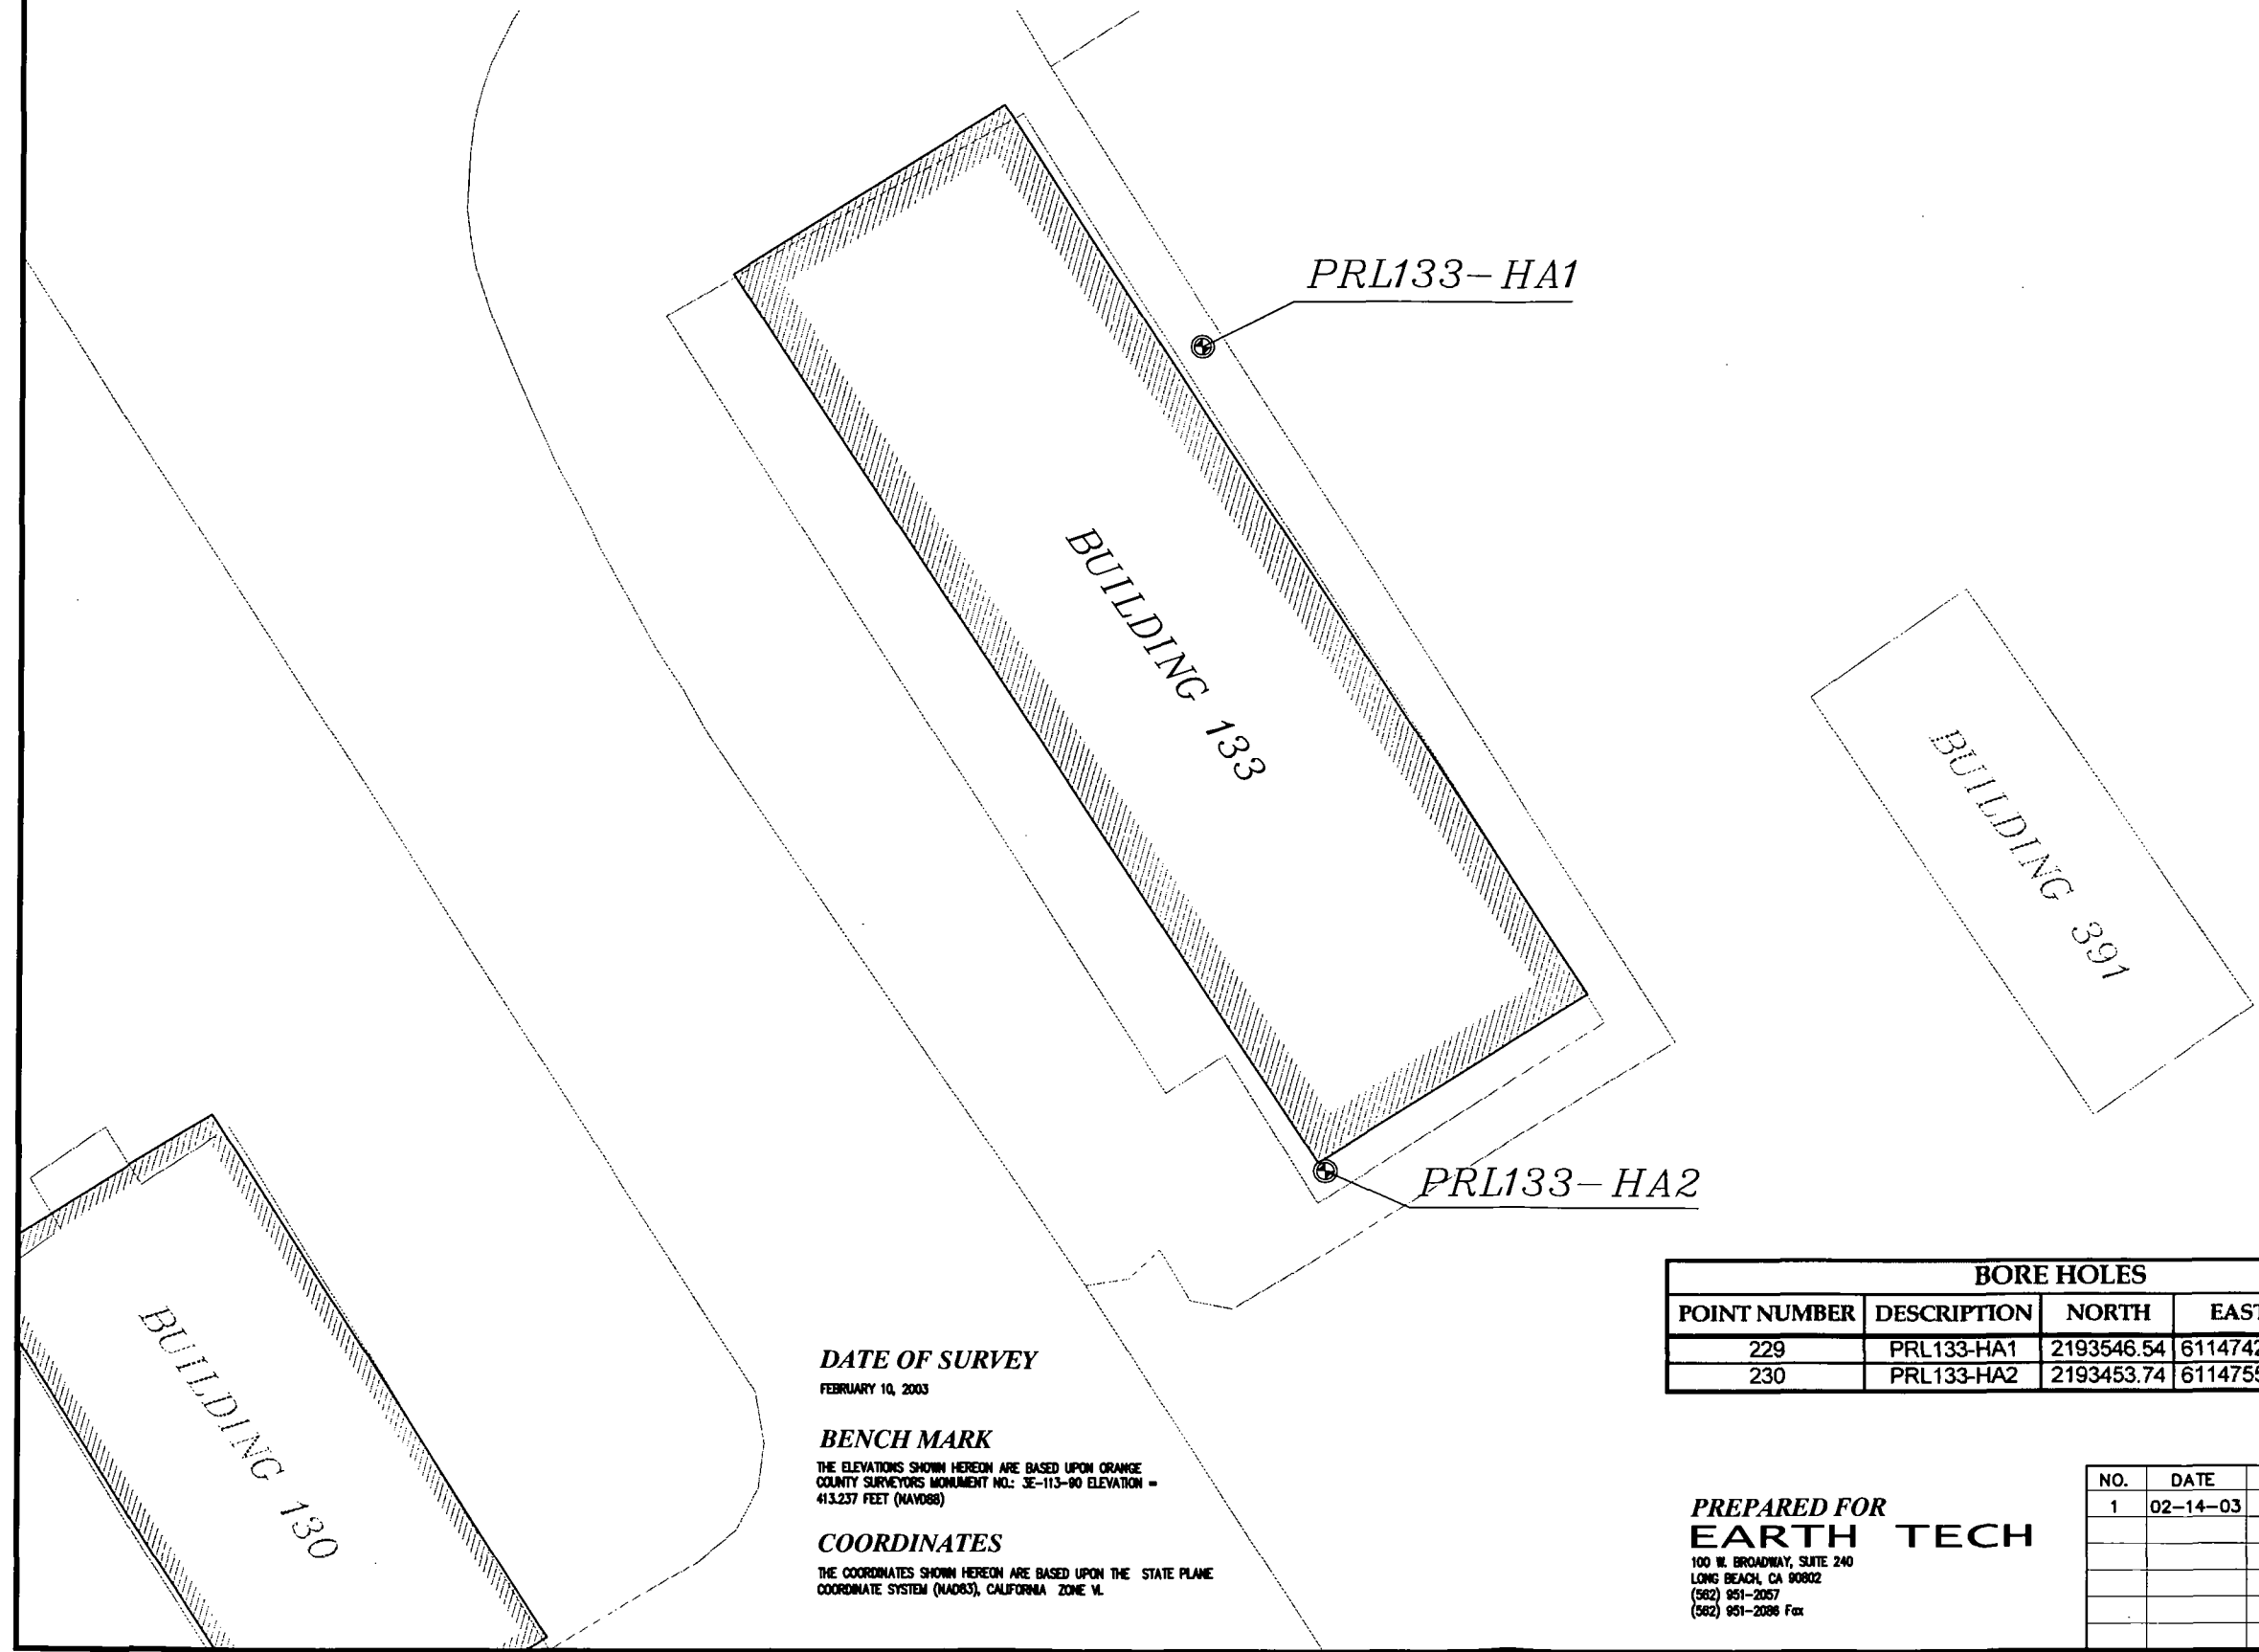 PRL133-HA1
BUILDING 133
BUILDING 391
PRL133-HA2
BUILDING 130
BORE HOLES
POINT NUMBER DESCRIPTION NORTH
229 PRL133-HA1 2193546.54 6114742
230 PRL133-HA2 2193453.74
DATE OF SURVEY
FEBRUARY 10, 2003
BENCH MARK
THE ELEVATIONS SHOWN HEREON ARE BASED UPON ORANGE
COUNTY SURVEYORS MONUMENT NO.: 3E-113-90 ELEVATION =
413.237 FEET (NAVD88)
COORDINATES
THE COORDINATES SHOWN HEREON ARE BASED UPON THE STATE PLANE
COORDINATE SYSTEM (NAD83), CALIFORNIA ZONE VI.
PREPARED FOR
EARTH TECH
100 W. BROADWAY, SUITE 240
LONG BEACH, CA 90802
(562) 951-2057
(562) 951-2086 Fax
NO. DATE
1 02-14-03